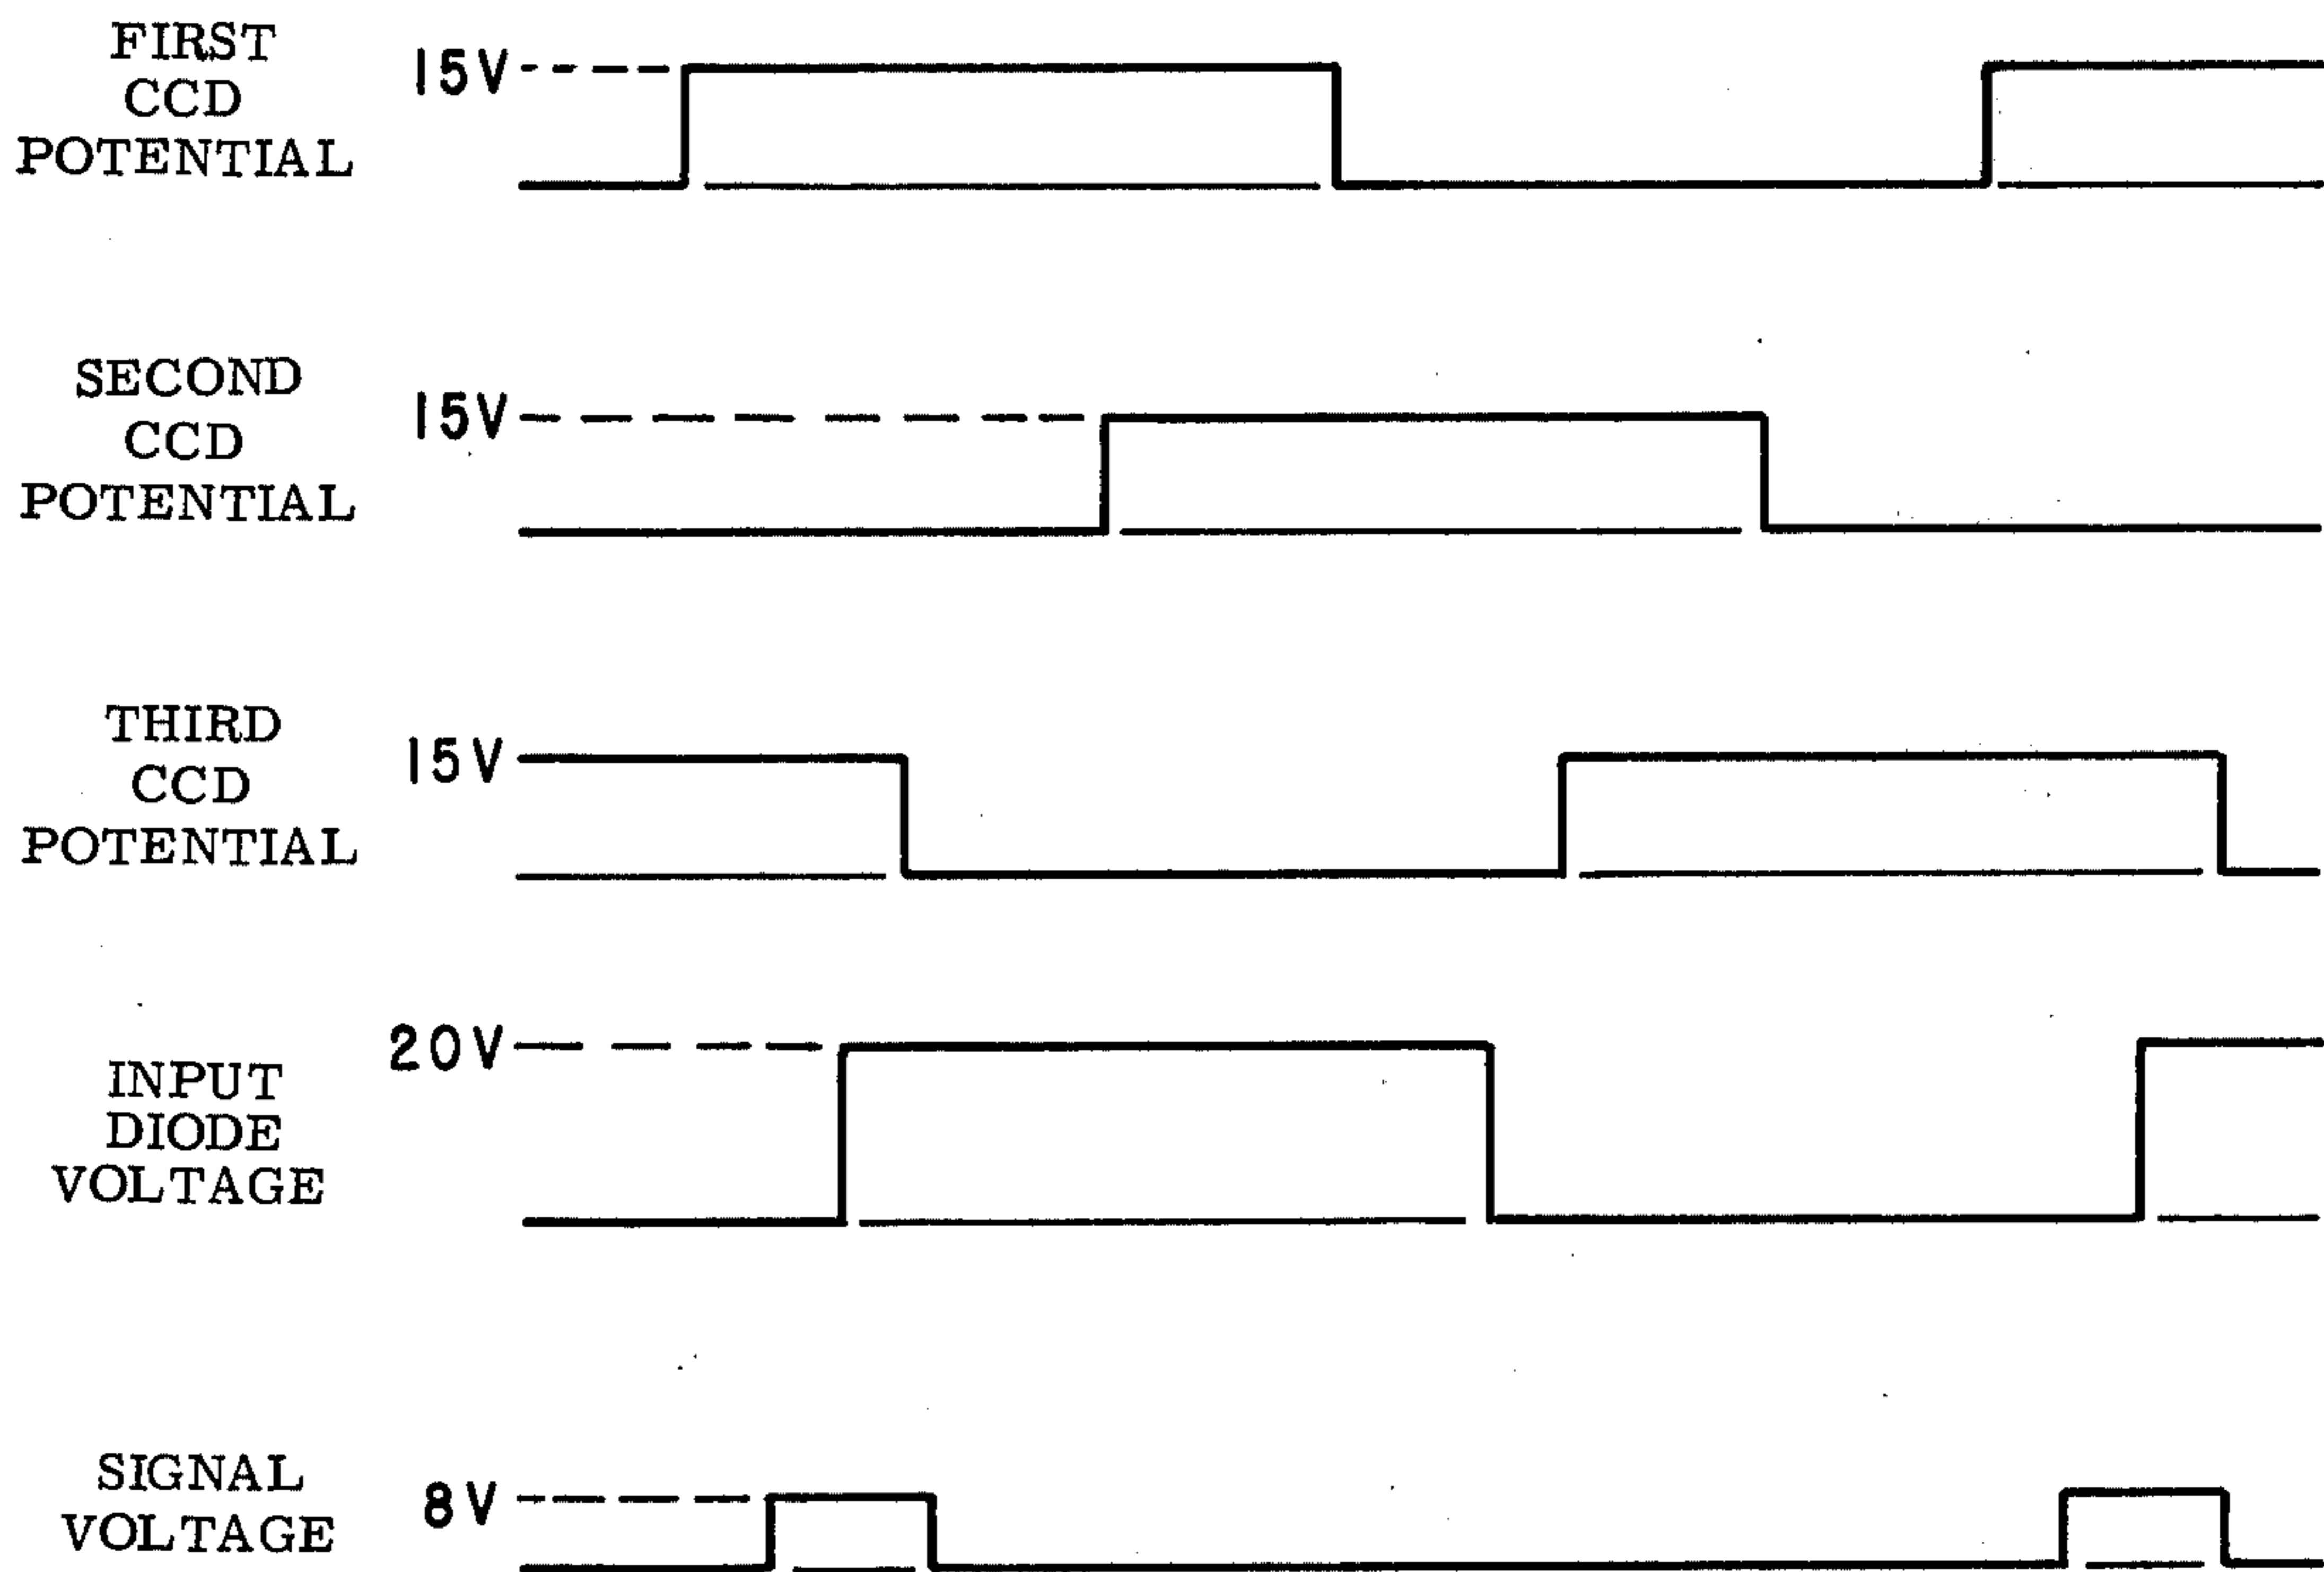 FIRST
CCD
POTENTIAL
15V
SECOND
CCD
POTENTIAL
15V
THIRD
CCD
POTENTIAL
15V
INPUT
DIODE
VOLTAGE
20V
SIGNAL
VOLTAGE
8V